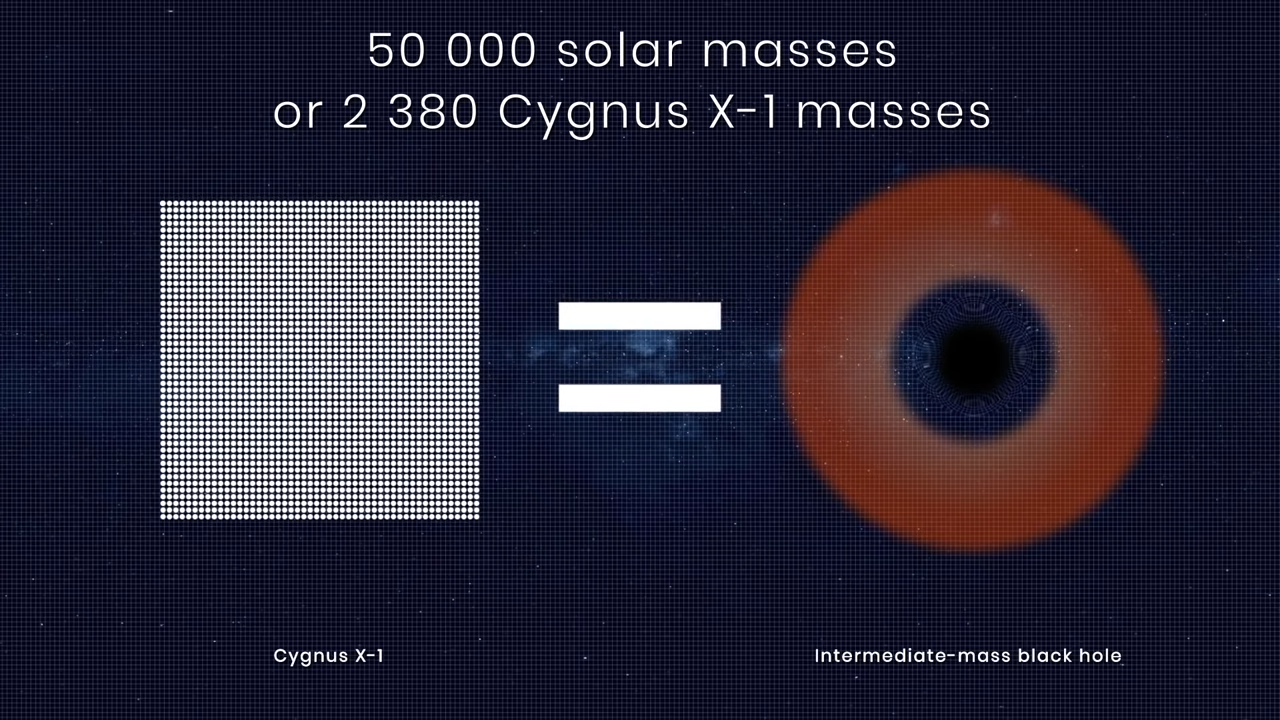 50 000 solar masses
or 2 380 Cygnus X-1 masses
Cygnus X-1
Intermediate-mass black hole